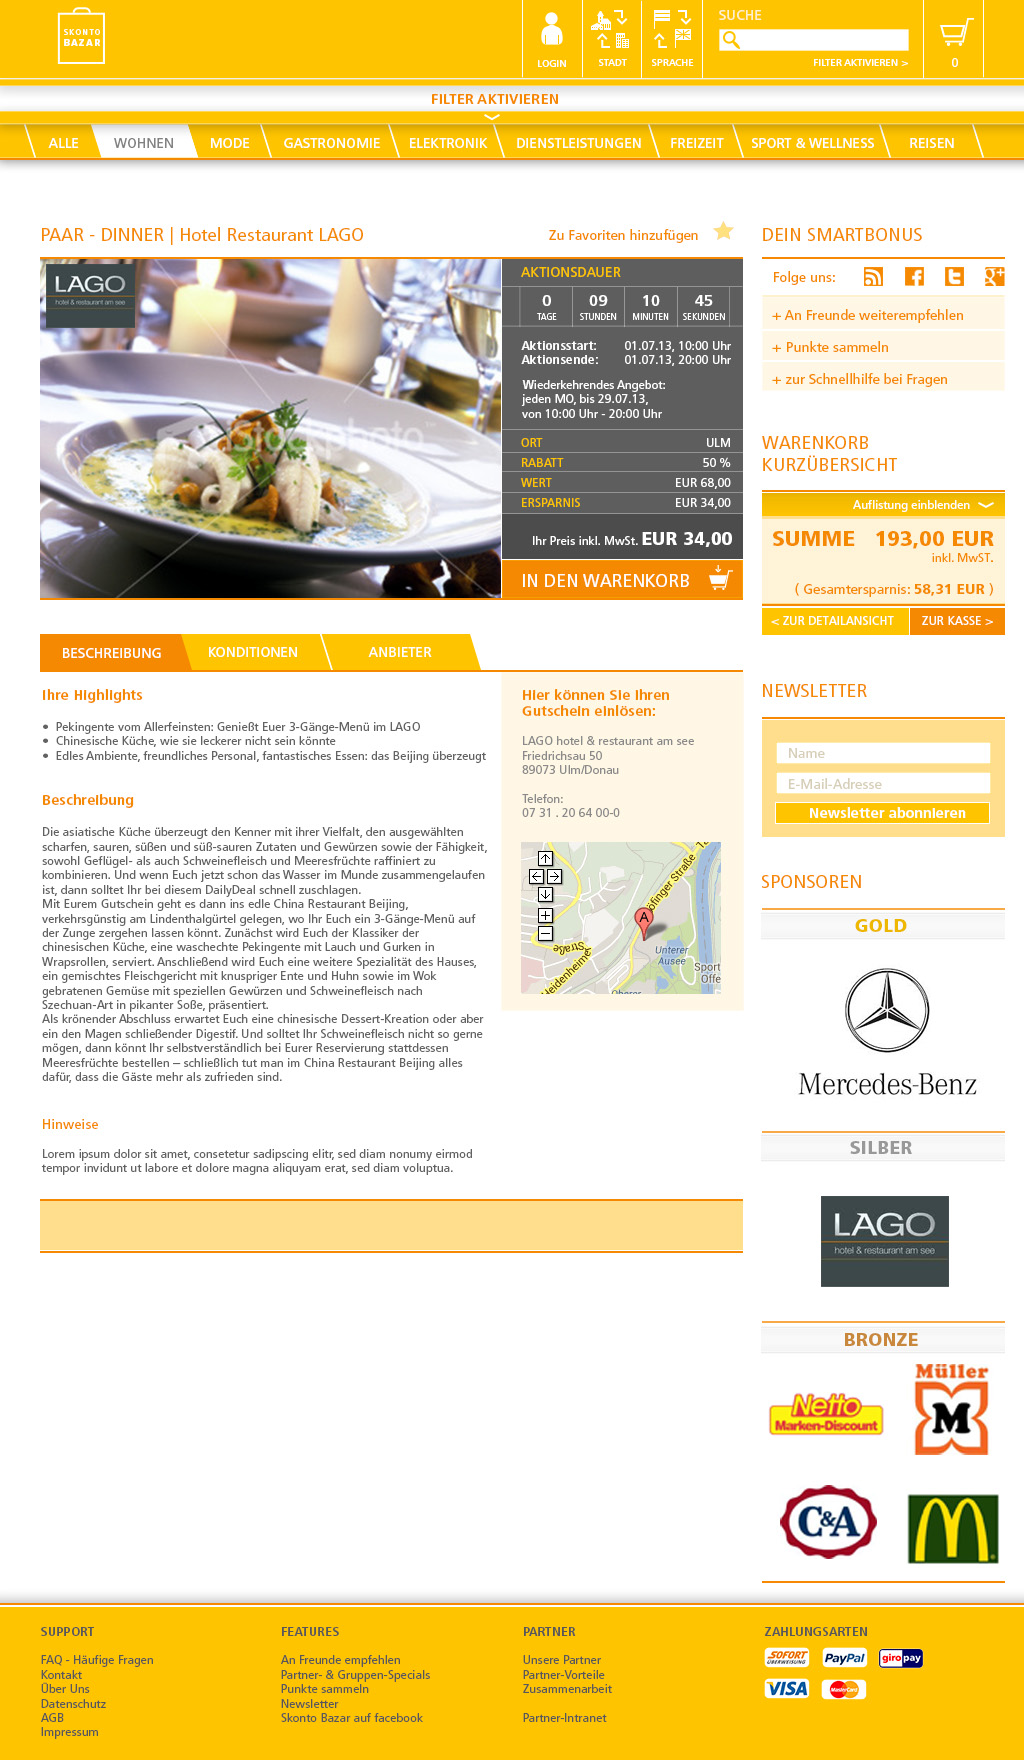 SKONTO
BAZAR
LOGIN
STADT
SPRACHE
SUCHE
FILTER AKTIVIEREN >
0
FILTER AKTIVIEREN
ALLE
WOHNEN
MODE
GASTRONOMIE
ELEKTRONIK
DIENSTLEISTUNGEN
FREIZEIT
SPORT & WELLNESS
REISEN
PAAR - DINNER | Hotel Restaurant LAGO
Zu Favoriten hinzufügen
LAGO
hotel & restaurant am see
AKTIONSDAUER
0 09 10 45
TAGE STUNDEN MINUTEN SEKUNDEN
Aktionsstart: 01.07.13, 10:00 Uhr
Aktionsende: 01.07.13, 20:00 Uhr
Wiederkehrendes Angebot:
jeden MO, bis 29.07.13,
von 10:00 Uhr - 20:00 Uhr
ORT ULM
RABATT 50 %
WERT EUR 68,00
ERSPARNIS EUR 34,00
Ihr Preis inkl. MwSt. EUR 34,00
IN DEN WARENKORB
BESCHREIBUNG
KONDITIONEN
ANBIETER
Ihre Highlights
• Pekingente vom Allerfeinsten: Genießt Euer 3-Gänge-Menü im LAGO
• Chinesische Küche, wie sie leckerer nicht sein könnte
• Edles Ambiente, freundliches Personal, fantastisches Essen: das Beijing überzeugt
Beschreibung
Die asiatische Küche überzeugt den Kenner mit ihrer Vielfalt, den ausgewählten
scharfen, sauren, süßen und süß-sauren Zutaten und Gewürzen sowie der Fähigkeit,
sowohl Geflügel- als auch Schweinefleisch und Meeresfrüchte raffiniert zu
kombinieren. Und wenn Euch jetzt schon das Wasser im Munde zusammengelaufen
ist, dann solltet Ihr bei diesem DailyDeal schnell zuschlagen.
Mit Eurem Gutschein geht es dann ins edle China Restaurant Beijing,
verkehrsgünstig am Lindenthalgürtel gelegen, wo Ihr Euch ein 3-Gänge-Menü auf
der Zunge zergehen lassen könnt. Zunächst wird Euch der Klassiker der
chinesischen Küche, eine waschechte Pekingente mit Lauch und Gurken in
Wrapsrollen, serviert. Anschließend wird Euch eine weitere Spezialität des Hauses,
ein gemischtes Fleischgericht mit knuspriger Ente und Huhn sowie im Wok
gebratenen Gemüse mit speziellen Gewürzen und Schweinefleisch nach
Szechuan-Art in pikanter Soße, präsentiert.
Als krönender Abschluss erwartet Euch eine chinesische Dessert-Kreation oder aber
ein den Magen schließender Digestif. Und solltet Ihr Schweinefleisch nicht so gerne
mögen, dann könnt Ihr selbstverständlich bei Eurer Reservierung stattdessen
Meeresfrüchte bestellen – schließlich tut man im China Restaurant Beijing alles
dafür, dass die Gäste mehr als zufrieden sind.
Hinweise
Lorem ipsum dolor sit amet, consetetur sadipscing elitr, sed diam nonumy eirmod
tempor invidunt ut labore et dolore magna aliquyam erat, sed diam voluptua.
Hier können Sie Ihren
Gutschein einlösen:
LAGO hotel & restaurant am see
Friedrichsau 50
89073 Ulm/Donau
Telefon:
07 31 . 20 64 00-0
A
Unterer
Ausee
Sport
Offe
DEIN SMARTBONUS
Folge uns:
+ An Freunde weiterempfehlen
+ Punkte sammeln
+ zur Schnellhilfe bei Fragen
WARENKORB
KURZÜBERSICHT
Auflistung einblenden
SUMME 193,00 EUR
inkl. MwST.
( Gesamtersparnis: 58,31 EUR )
< ZUR DETAILANSICHT
ZUR KASSE >
NEWSLETTER
Name
E-Mail-Adresse
Newsletter abonnieren
SPONSOREN
GOLD
Mercedes-Benz
SILBER
LAGO
hotel & restaurant am see
BRONZE
Müller
M
Netto
Marken-Discount
C&A
SUPPORT
FAQ - Häufige Fragen
Kontakt
Über Uns
Datenschutz
AGB
Impressum
FEATURES
An Freunde empfehlen
Partner- & Gruppen-Specials
Punkte sammeln
Newsletter
Skonto Bazar auf facebook
PARTNER
Unsere Partner
Partner-Vorteile
Zusammenarbeit
Partner-Intranet
ZAHLUNGSARTEN
SOFORT
ÜBERWEISUNG
PayPal
giropay
VISA
MasterCard